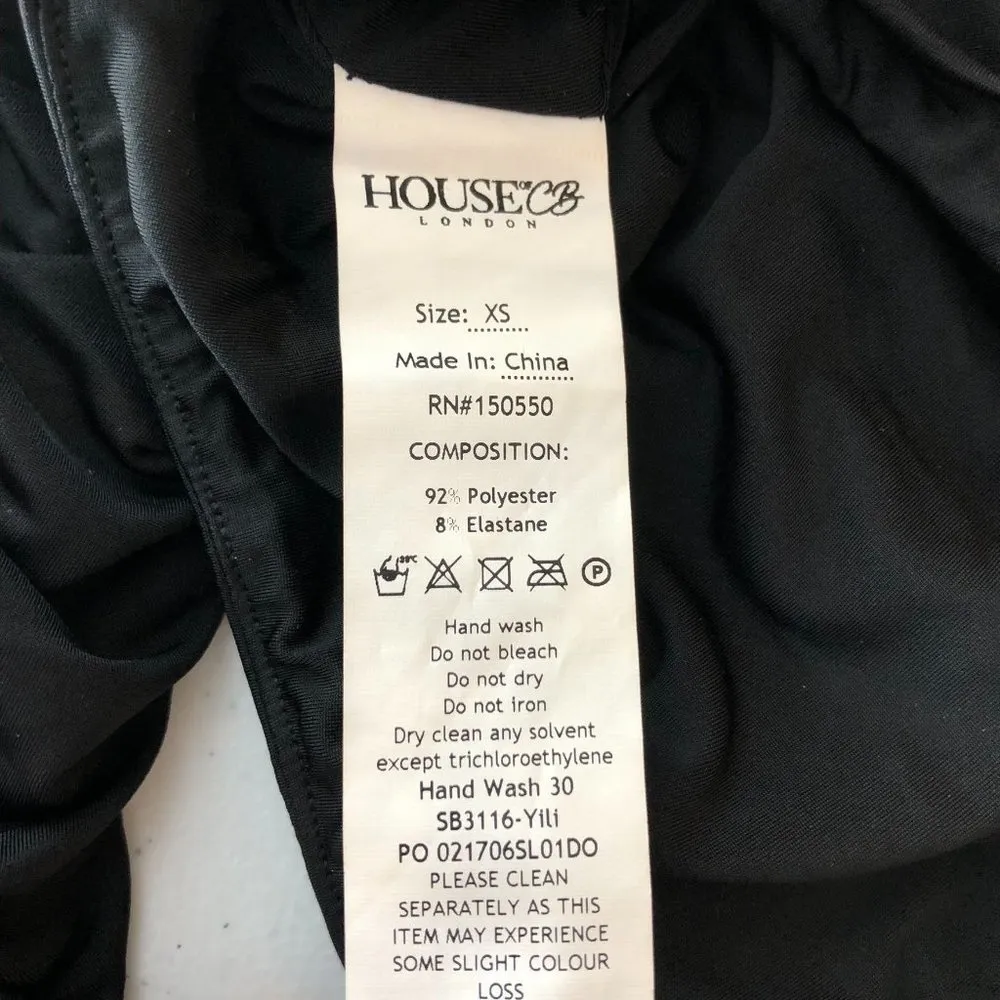 HOUSE OF CB
LONDON
Size: XS
Made In: China
RN#150550
COMPOSITION:
92% Polyester
8% Elastane
30°C P
Hand wash
Do not bleach
Do not dry
Do not iron
Dry clean any solvent
except trichloroethylene
Hand Wash 30
SB3116-Yili
PO 021706SL01DO
PLEASE CLEAN
SEPARATELY AS THIS
ITEM MAY EXPERIENCE
SOME SLIGHT COLOUR
LOSS